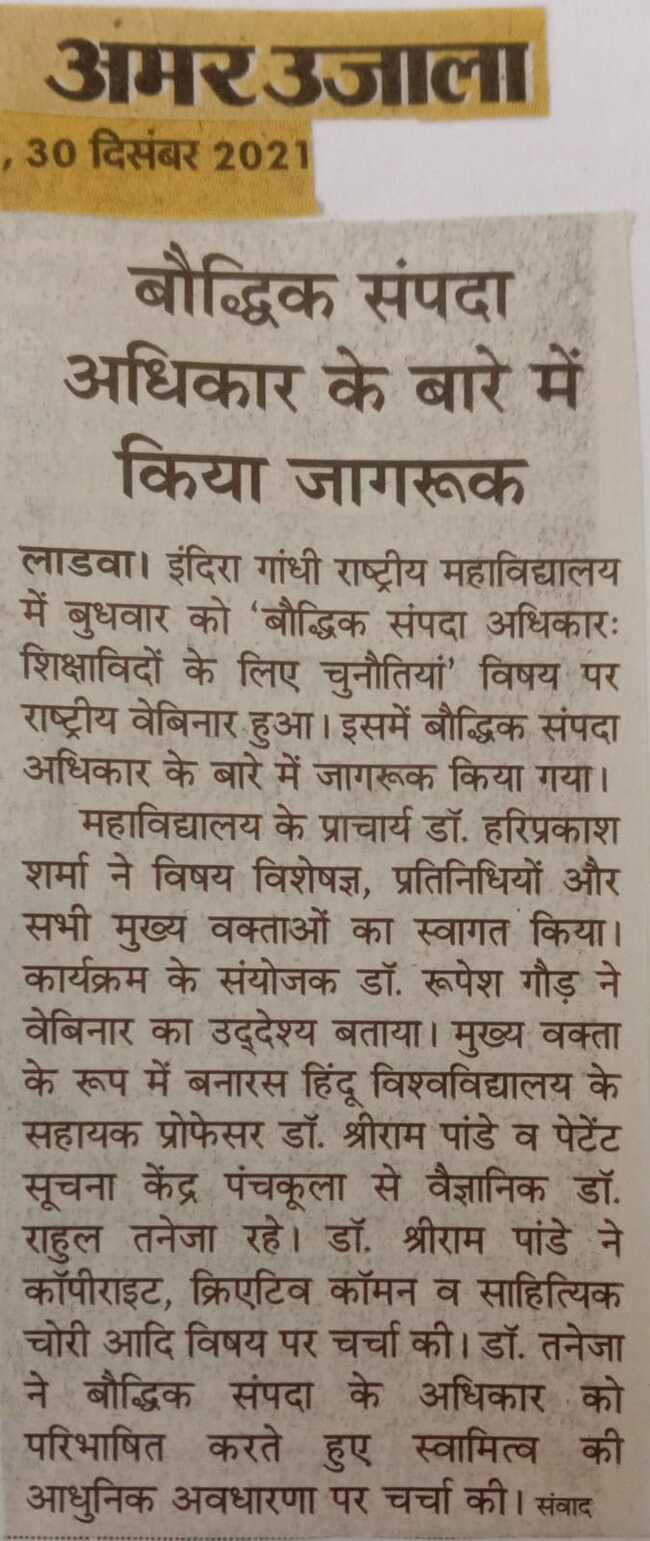 अमर उजाला
, 30 दिसंबर 2021
बौद्धिक संपदा
अधिकार के बारे में
किया जागरूक
लाडवा। इंदिरा गांधी राष्ट्रीय महाविद्यालय
में बुधवार को ‘बौद्धिक संपदा अधिकारः
शिक्षाविदों के लिए चुनौतियां’ विषय पर
राष्ट्रीय वेबिनार हुआ। इसमें बौद्धिक संपदा
अधिकार के बारे में जागरूक किया गया।
महाविद्यालय के प्राचार्य डॉ. हरिप्रकाश
शर्मा ने विषय विशेषज्ञ, प्रतिनिधियों और
सभी मुख्य वक्ताओं का स्वागत किया।
कार्यक्रम के संयोजक डॉ. रूपेश गौड़ ने
वेबिनार का उद्देश्य बताया। मुख्य वक्ता
के रूप में बनारस हिंदू विश्वविद्यालय के
सहायक प्रोफेसर डॉ. श्रीराम पांडे व पेटेंट
सूचना केंद्र पंचकूला से वैज्ञानिक डॉ.
राहुल तनेजा रहे। डॉ. श्रीराम पांडे ने
कॉपीराइट, क्रिएटिव कॉमन व साहित्यिक
चोरी आदि विषय पर चर्चा की। डॉ. तनेजा
ने बौद्धिक संपदा के अधिकार को
परिभाषित करते हुए स्वामित्व की
आधुनिक अवधारणा पर चर्चा की। संवाद